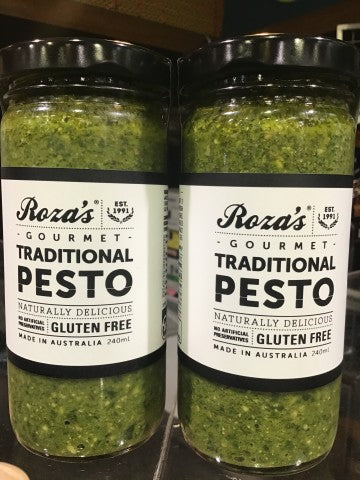 Roza's®
EST. 1991
- GOURMET -
TRADITIONAL
PESTO
NATURALLY DELICIOUS
NO ARTIFICIAL PRESERVATIVES GLUTEN FREE
MADE IN AUSTRALIA 240ml
Roza's®
EST. 1991
- GOURMET -
TRADITIONAL
PESTO
NATURALLY DELICIOUS
NO ARTIFICIAL PRESERVATIVES GLUTEN FREE
MADE IN AUSTRALIA 240ml